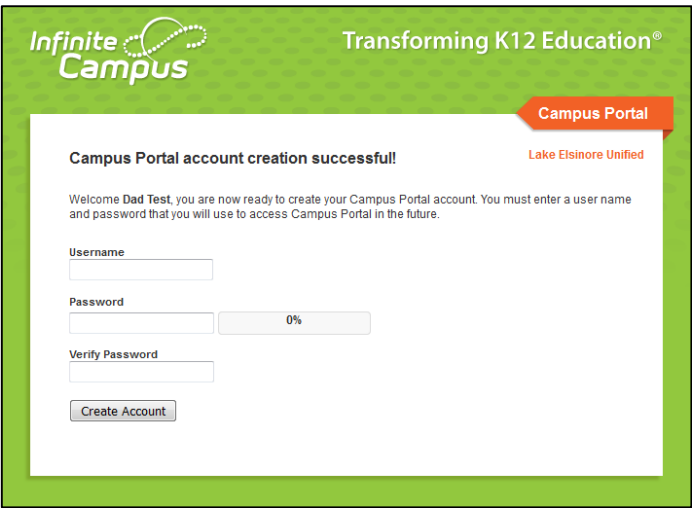 Infinite
Campus
Transforming K12 Education®
Campus Portal
Campus Portal account creation successful!
Lake Elsinore Unified
Welcome Dad Test, you are now ready to create your Campus Portal account. You must enter a user name
and password that you will use to access Campus Portal in the future.
Username
Password
0%
Verify Password
Create Account